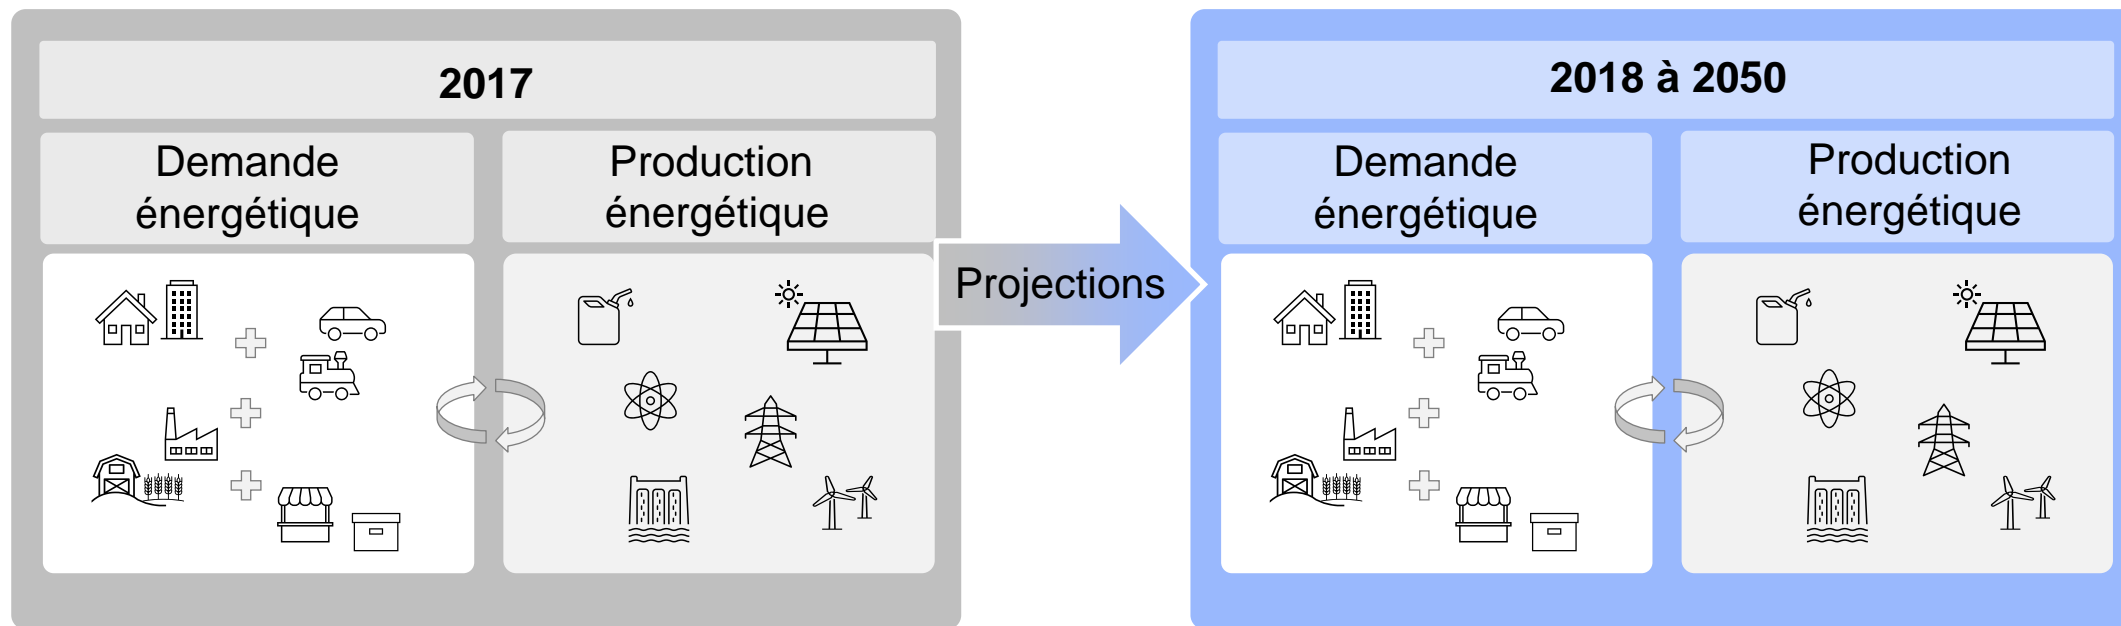 2017
Demande
énergétique
Production
énergétique
Projections
2018 à 2050
Demande
énergétique
Production
énergétique